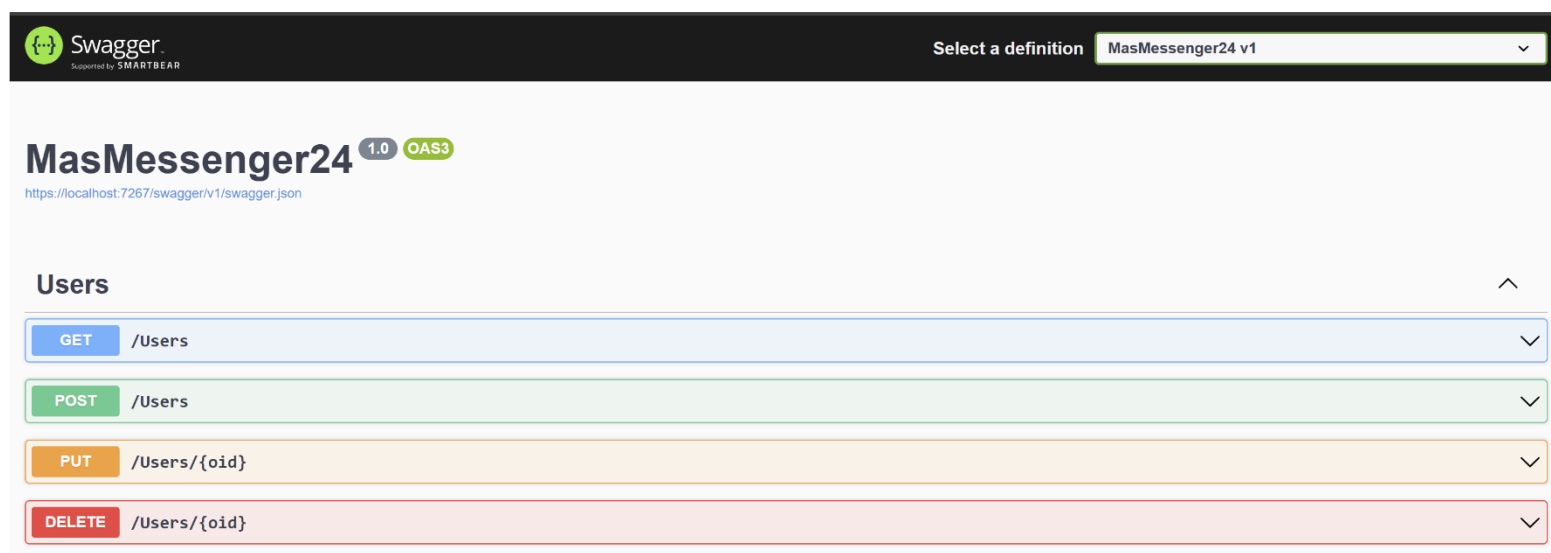 {··} Swagger™
Supported by SMARTBEAR
Select a definition
MasMessenger24 v1
MasMessenger24 1.0 OAS3
https://localhost:7267/swagger/v1/swagger.json
Users
GET /Users
POST /Users
PUT /Users/{oid}
DELETE /Users/{oid}